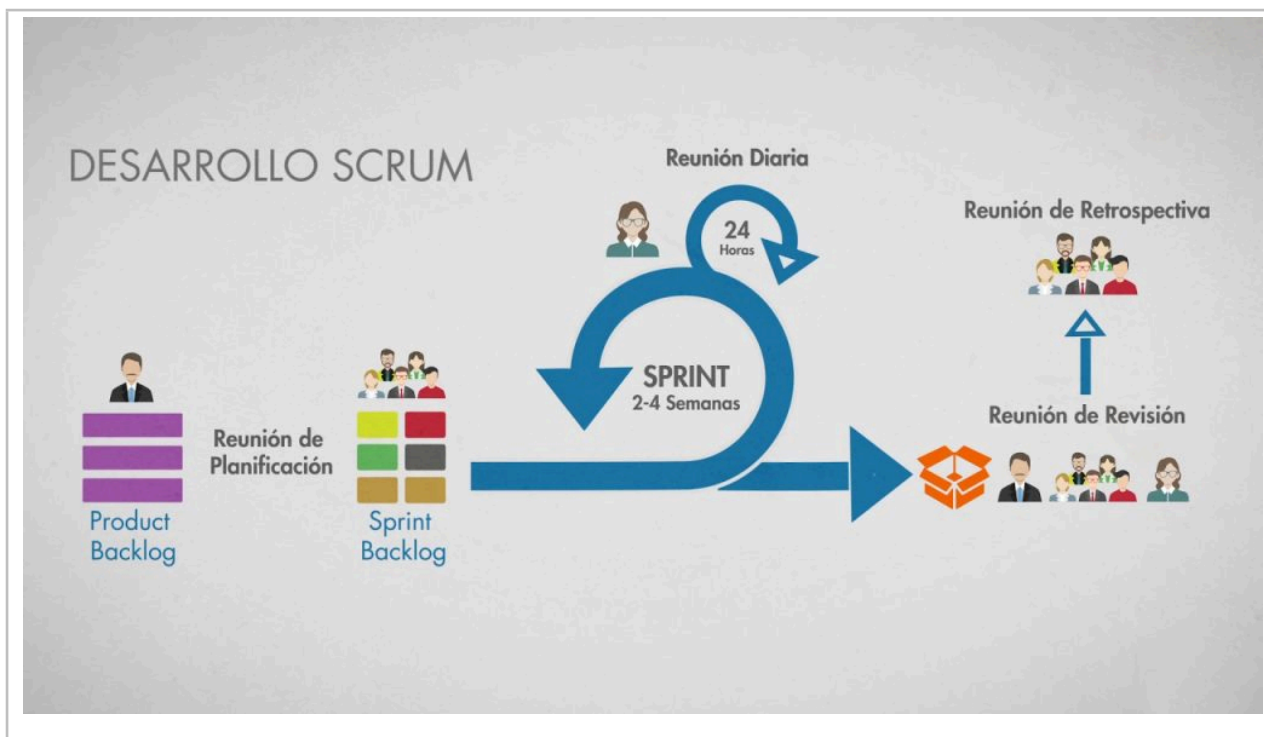 DESARROLLO SCRUM
Reunión Diaria
24
Horas
Reunión de Retrospectiva
SPRINT
2-4 Semanas
Reunión de Revisión
Reunión de
Planificación
Product
Backlog
Sprint
Backlog